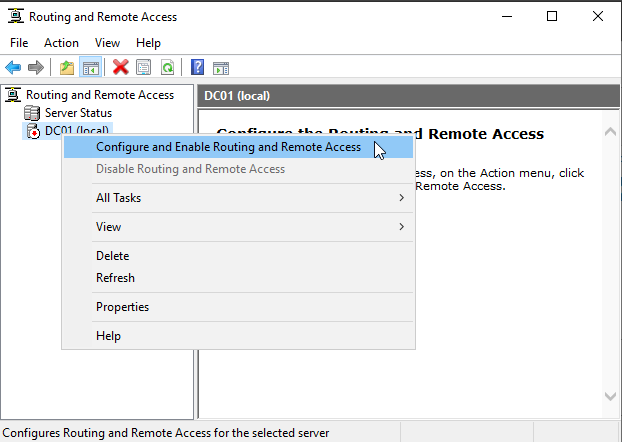 Routing and Remote Access
File Action View Help
Routing and Remote Access
Server Status
DC01 (local)
DC01 (local)
Configure the Routing and Remote Access
ess, on the Action menu, click
Remote Access.
Configure and Enable Routing and Remote Access
Disable Routing and Remote Access
All Tasks
View
Delete
Refresh
Properties
Help
Configures Routing and Remote Access for the selected server